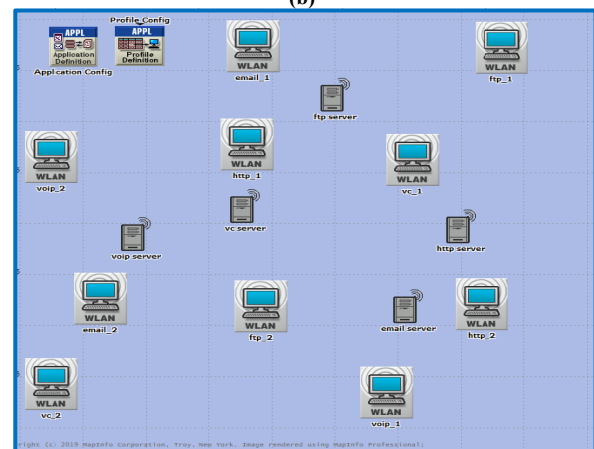 (b)
Profile_Config
APPL
APPL
Application
Definition
Profile
Definition
Application Config
WLAN
email_1
WLAN
ftp_1
ftp server
WLAN
voip_2
WLAN
http_1
WLAN
vc_1
vc server
voip server
http server
WLAN
email_2
WLAN
ftp_2
email server
WLAN
http_2
WLAN
vc_2
WLAN
voip_1
right (c) 2019 MapInfo Corporation, Troy, New York. Image rendered using MapInfo Professional;